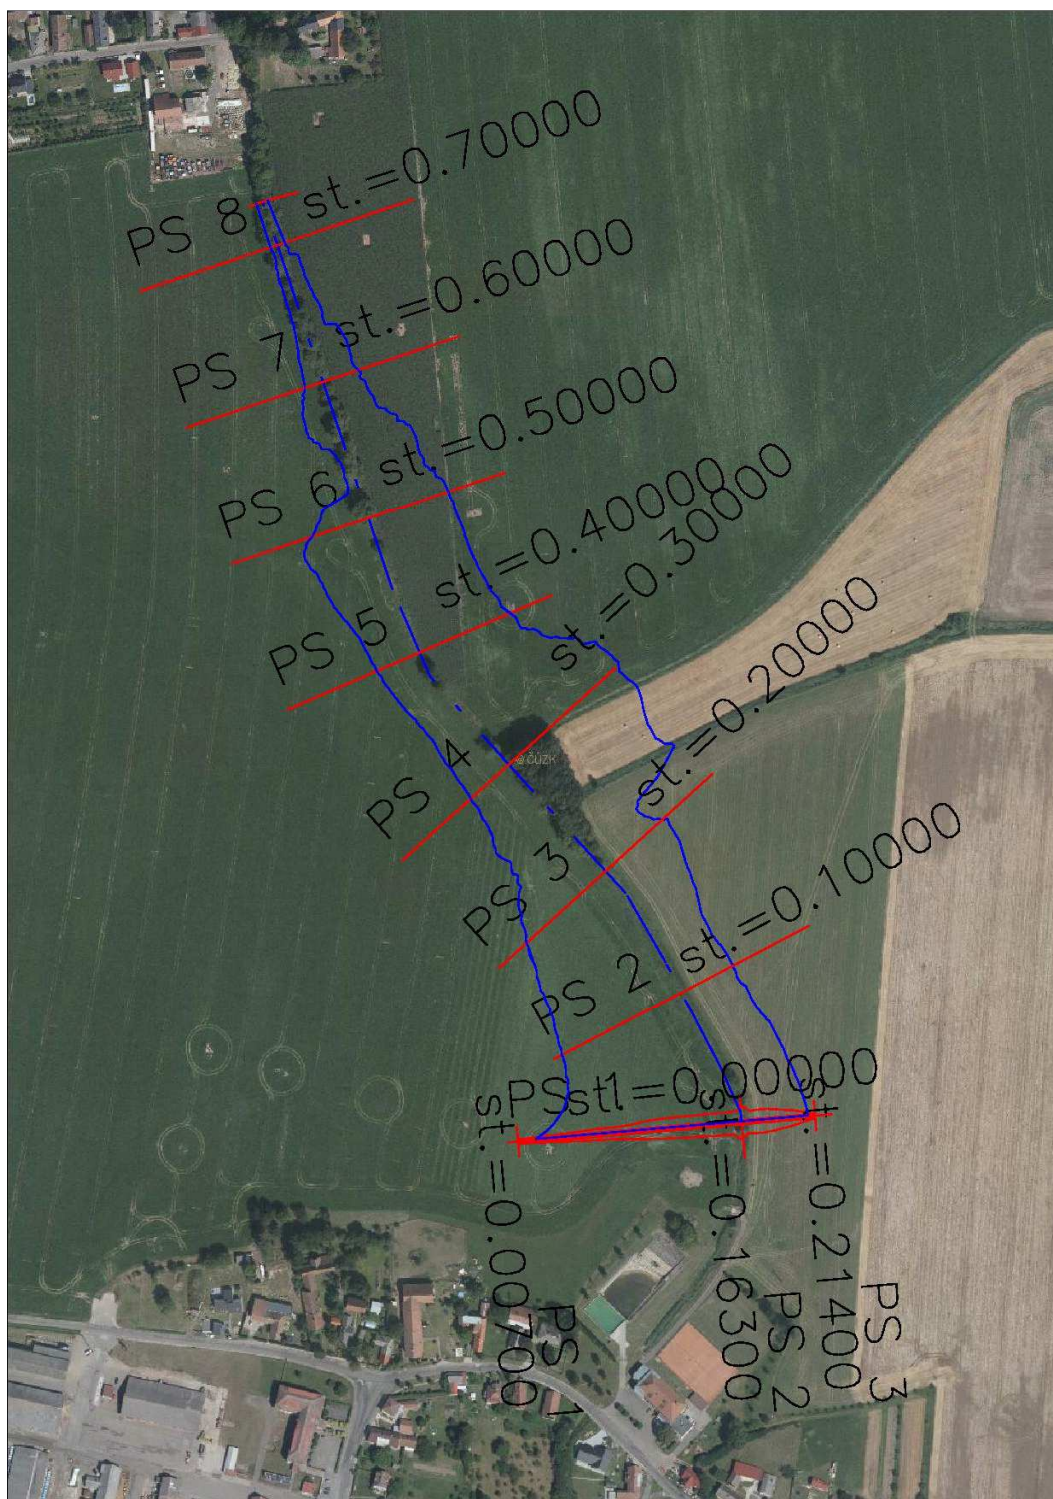 PS 8 st.=0.70000
PS 7 st.=0.60000
PS 6 st.=0.50000
PS 5 st.=0.40000
PS 4 st.=0.30000
PS 3 st.=0.20000
© ČÚZK
PS 2 st.=0.10000
PS 1 st.=0.00000
st.=0.00700
PS 1
st.=0.16300
PS 2
st.=0.21400
PS 3